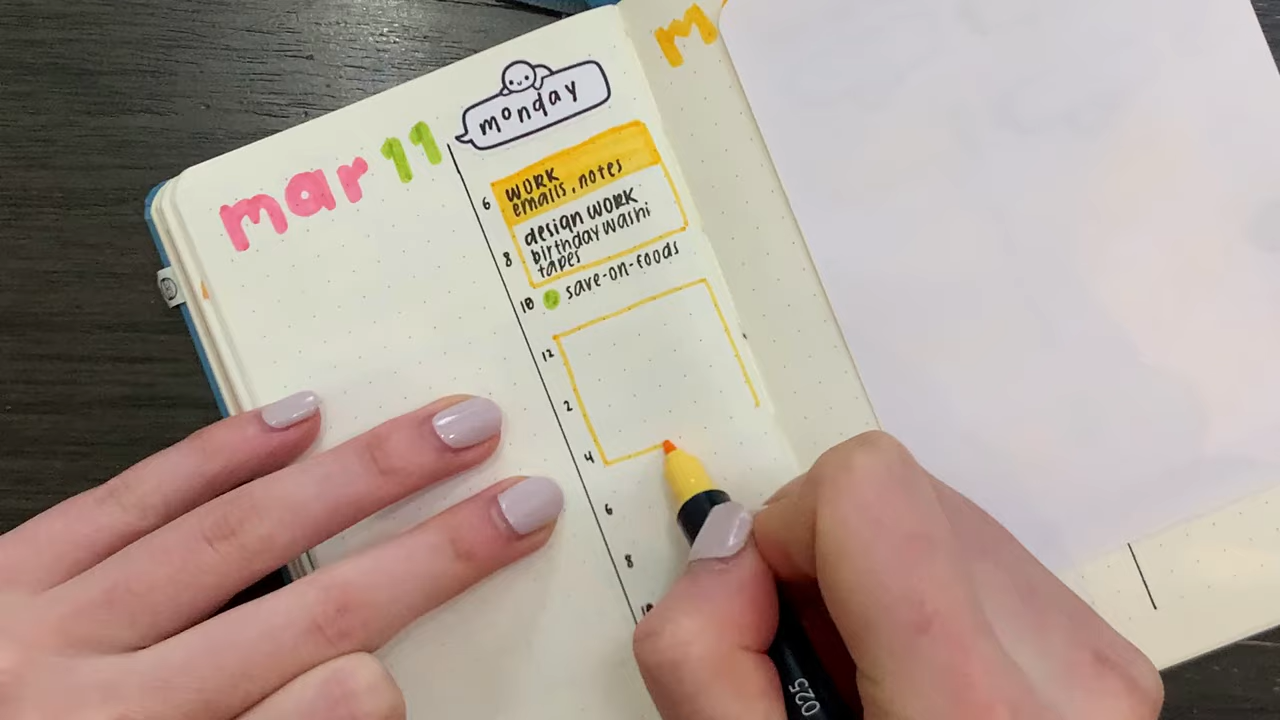 m
monday
mar 11
WORK
emails, notes
6
design WORK
birthday washi
8
tapes
10
save-on-foods
12
2
4
6
8
10
025